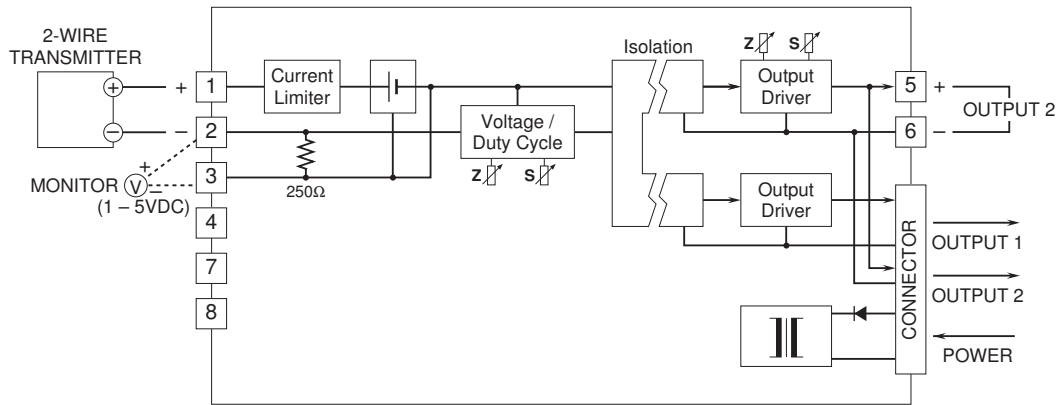 2-WIRE
TRANSMITTER
+
−
+
−
1
2
3
4
7
8
MONITOR
V
+
−
(1 – 5VDC)
Current
Limiter
250Ω
Voltage /
Duty Cycle
Z
S
Isolation
Z
S
Output
Driver
Output
Driver
5
6
+
−
OUTPUT 2
CONNECTOR
OUTPUT 1
OUTPUT 2
POWER